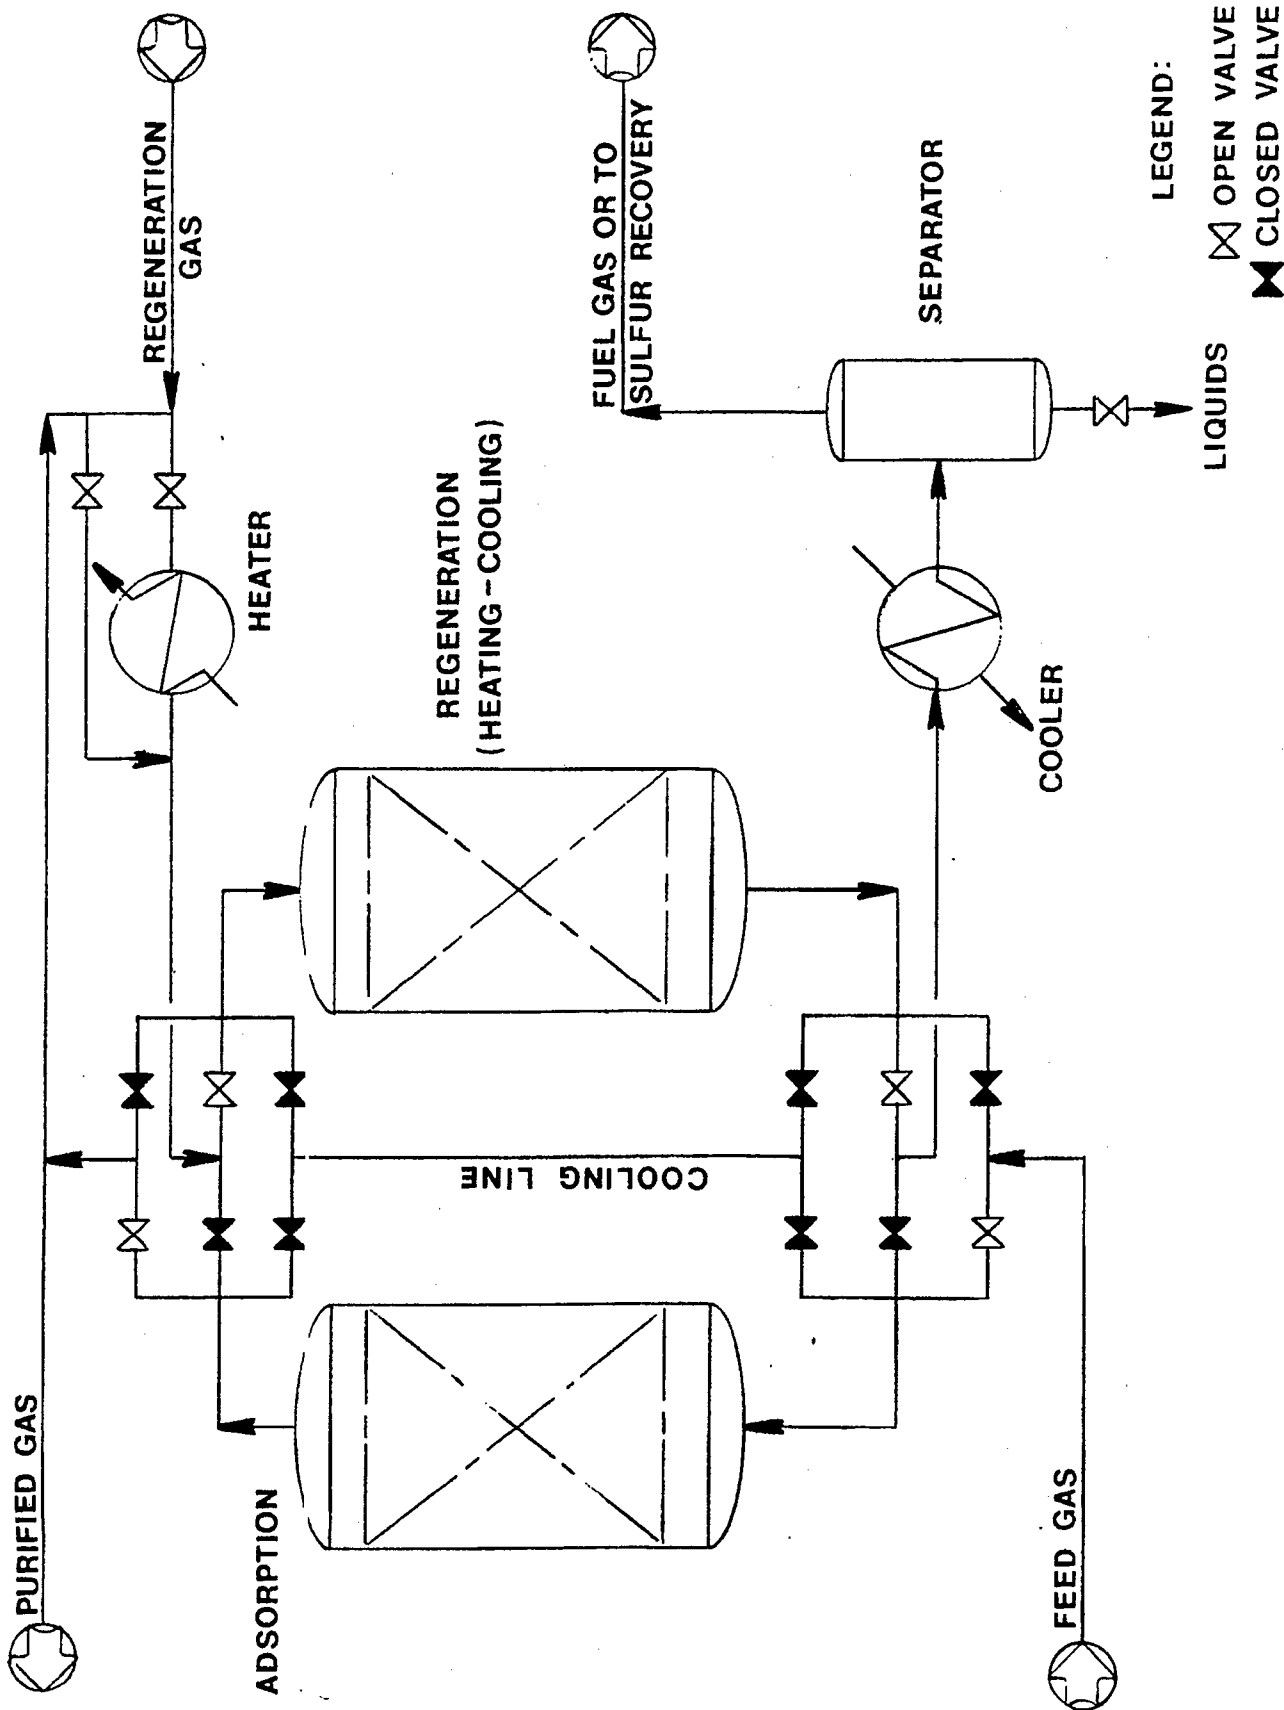 PURIFIED GAS
REGENERATION
GAS
HEATER
ADSORPTION
REGENERATION
(HEATING-COOLING)
COOLING LINE
FUEL GAS OR TO
SULFUR RECOVERY
SEPARATOR
COOLER
LIQUIDS
FEED GAS
LEGEND:
OPEN VALVE
CLOSED VALVE